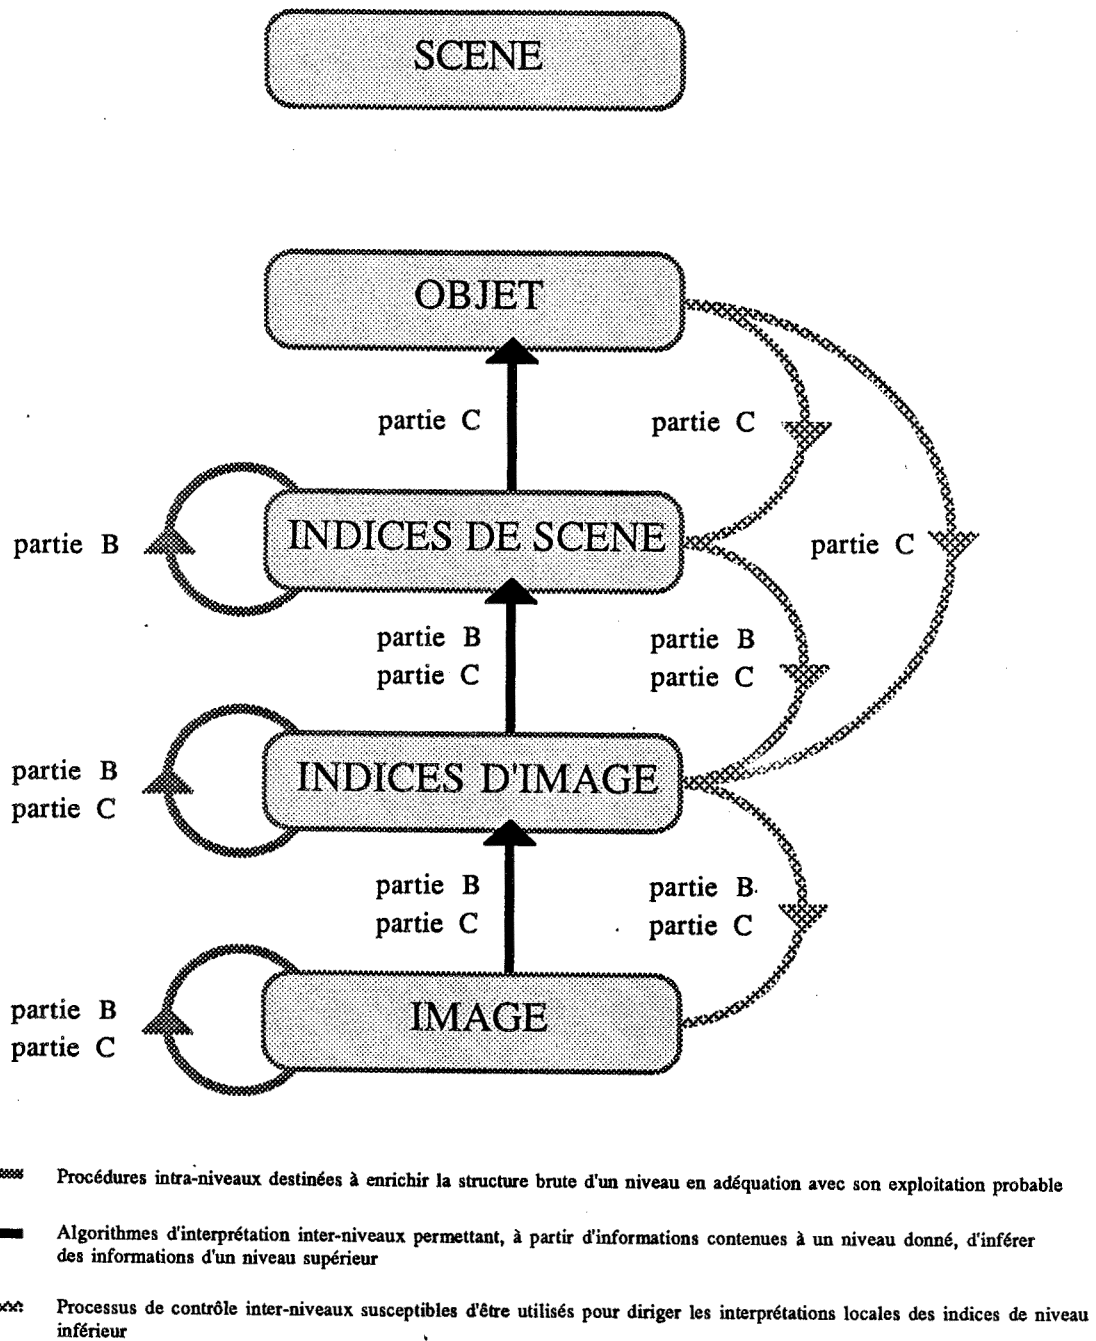 SCENE
OBJET
partie C
partie C
partie B
INDICES DE SCENE
partie C
partie B
partie C
partie B
partie C
partie B
partie C
INDICES D'IMAGE
partie B
partie C
partie B
partie C
partie B
partie C
IMAGE
Procédures intra-niveaux destinées à enrichir la structure brute d'un niveau en adéquation avec son exploitation probable
Algorithmes d'interprétation inter-niveaux permettant, à partir d'informations contenues à un niveau donné, d'inférer
des informations d'un niveau supérieur
Processus de contrôle inter-niveaux susceptibles d'être utilisés pour diriger les interprétations locales des indices de niveau
inférieur